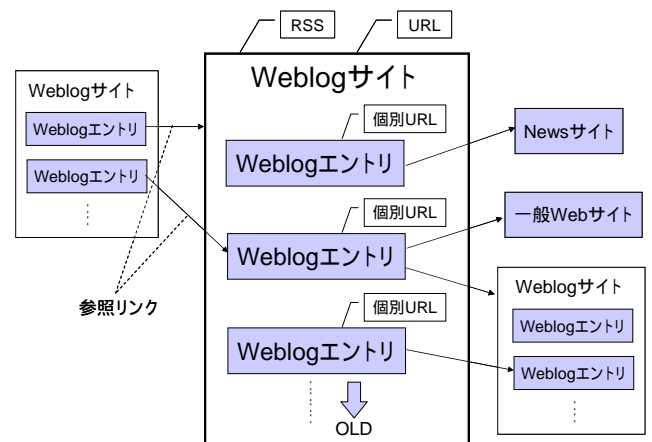 RSS
URL
Weblogサイト
Weblogエントリ
Weblogエントリ
参照リンク
Weblogサイト
個別URL
Weblogエントリ
個別URL
Weblogエントリ
個別URL
Weblogエントリ
OLD
Newsサイト
一般Webサイト
Weblogサイト
Weblogエントリ
Weblogエントリ